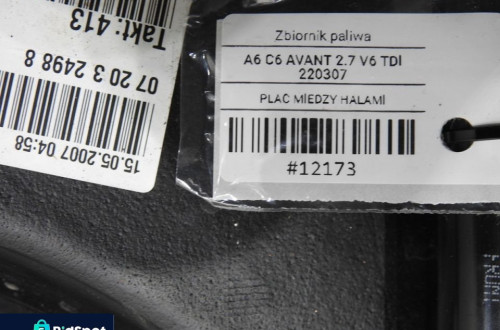 Takt: 413
07 20 3 2498 8
15.05.2007 04:58
Zbiornik paliwa
A6 C6 AVANT 2.7 V6 TDI
220307
PLAC MIEDZY HALAMI
#12173